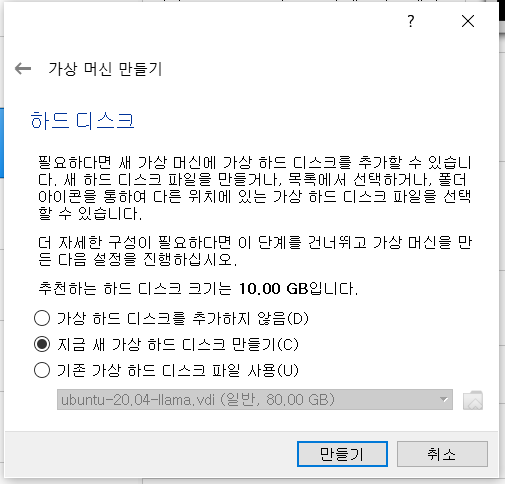 ?
가상 머신 만들기
하드 디스크
필요하다면 새 가상 머신에 가상 하드 디스크를 추가할 수 있습니
다. 새 하드 디스크 파일을 만들거나, 목록에서 선택하거나, 폴더
아이콘을 통하여 다른 위치에 있는 가상 하드 디스크 파일을 선택
할 수 있습니다.
더 자세한 구성이 필요하다면 이 단계를 건너뛰고 가상 머신을 만
든 다음 설정을 진행하십시오.
추천하는 하드 디스크 크기는 10.00 GB입니다.
가상 하드 디스크를 추가하지 않음(D)
지금 새 가상 하드 디스크 만들기(C)
기존 가상 하드 디스크 파일 사용(U)
ubuntu-20.04-llama.vdi (일반, 80.00 GB)
만들기
취소